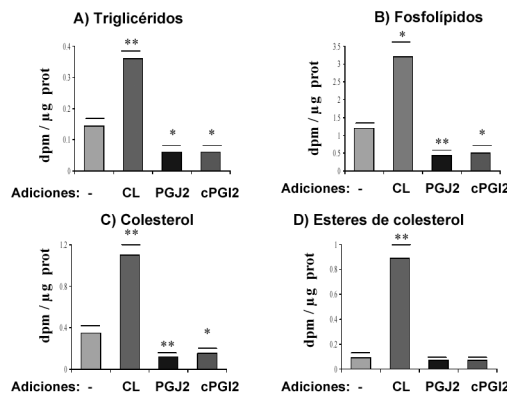 A) Triglicéridos
dpm / µg prot
0.4
0.3
0.2
0.1
0
**
*
*
Adiciones: - CL PGJ2 cPGI2
B) Fosfolípidos
dpm / µg prot
3.5
3
2.5
2
1.5
1
0.5
0
*
**
*
Adiciones: - CL PGJ2 cPGI2
C) Colesterol
dpm / µg prot
1.2
0.8
0.4
0
**
**
*
Adiciones: - CL PGJ2 cPGI2
D) Esteres de colesterol
dpm / µg prot
1
0.8
0.6
0.4
0.2
0
**
Adiciones: - CL PGJ2 cPGI2